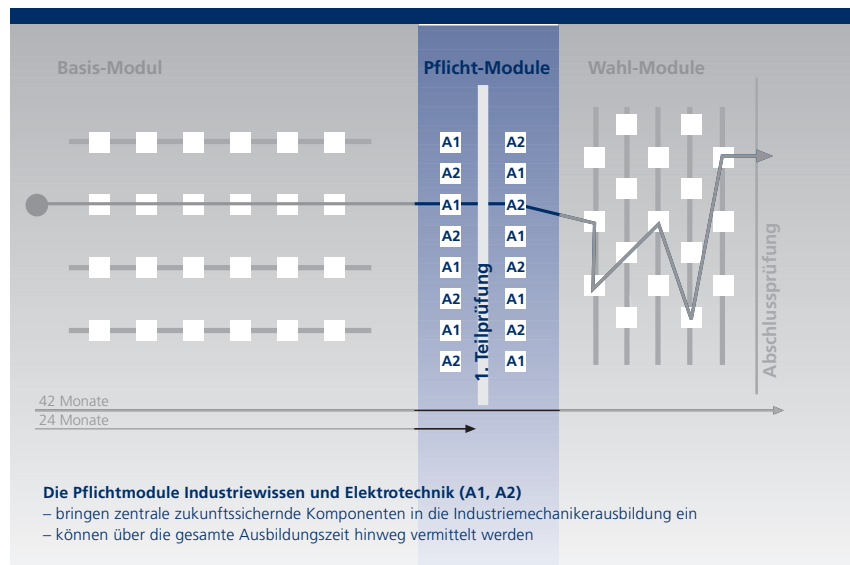 Basis-Modul
Pflicht-Module
Wahl-Module
A1 A2
A2 A1
A1 A2
A2 A1
A1 A2
A2 A1
A1 A2
A2 A1
1. Teilprüfung
Abschlussprüfung
42 Monate
24 Monate
Die Pflichtmodule Industriewissen und Elektrotechnik (A1, A2)
– bringen zentrale zukunftssichernde Komponenten in die Industriemechanikerausbildung ein
– können über die gesamte Ausbildungszeit hinweg vermittelt werden